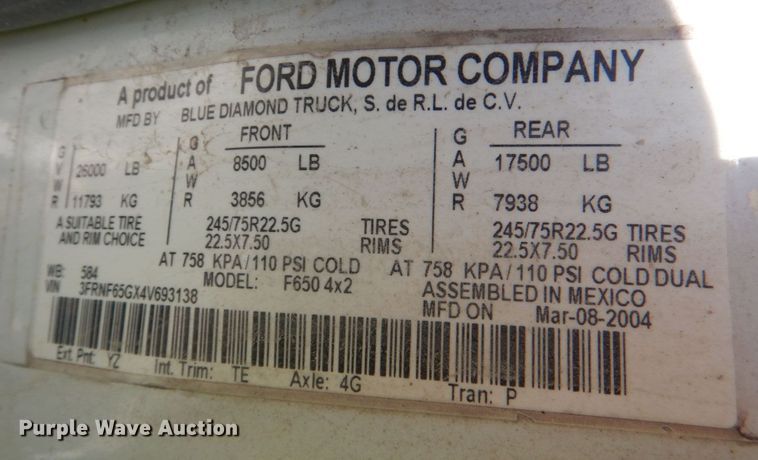 A product of FORD MOTOR COMPANY
MFD BY BLUE DIAMOND TRUCK, S. de R.L. de C.V.
GVWR 26000 LB 11793 KG
FRONT GAWR 8500 LB 3856 KG
REAR GAWR 17500 LB 7938 KG
A SUITABLE TIRE 245/75R22.5G TIRES 245/75R22.5G TIRES
AND RIM CHOICE 22.5X7.50 RIMS 22.5X7.50 RIMS
AT 758 KPA/110 PSI COLD AT 758 KPA/110 PSI COLD DUAL
WB: 584 MODEL: F650 4x2 ASSEMBLED IN MEXICO
VIN 3FRNF65GX4V693138 MFD ON Mar-08-2004
Ext. Pnt: YZ Int. Trim: TE Axle: 4G Tran: P
Purple Wave Auction